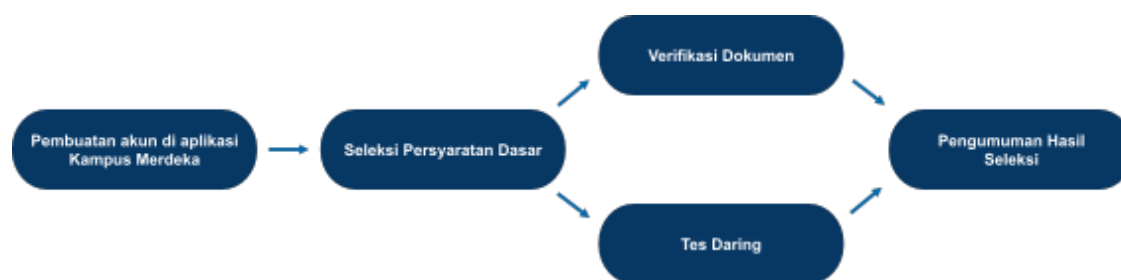 Pembuatan akun di aplikasi
Kampus Merdeka
Seleksi Persyaratan Dasar
Verifikasi Dokumen
Tes Daring
Pengumuman Hasil
Seleksi